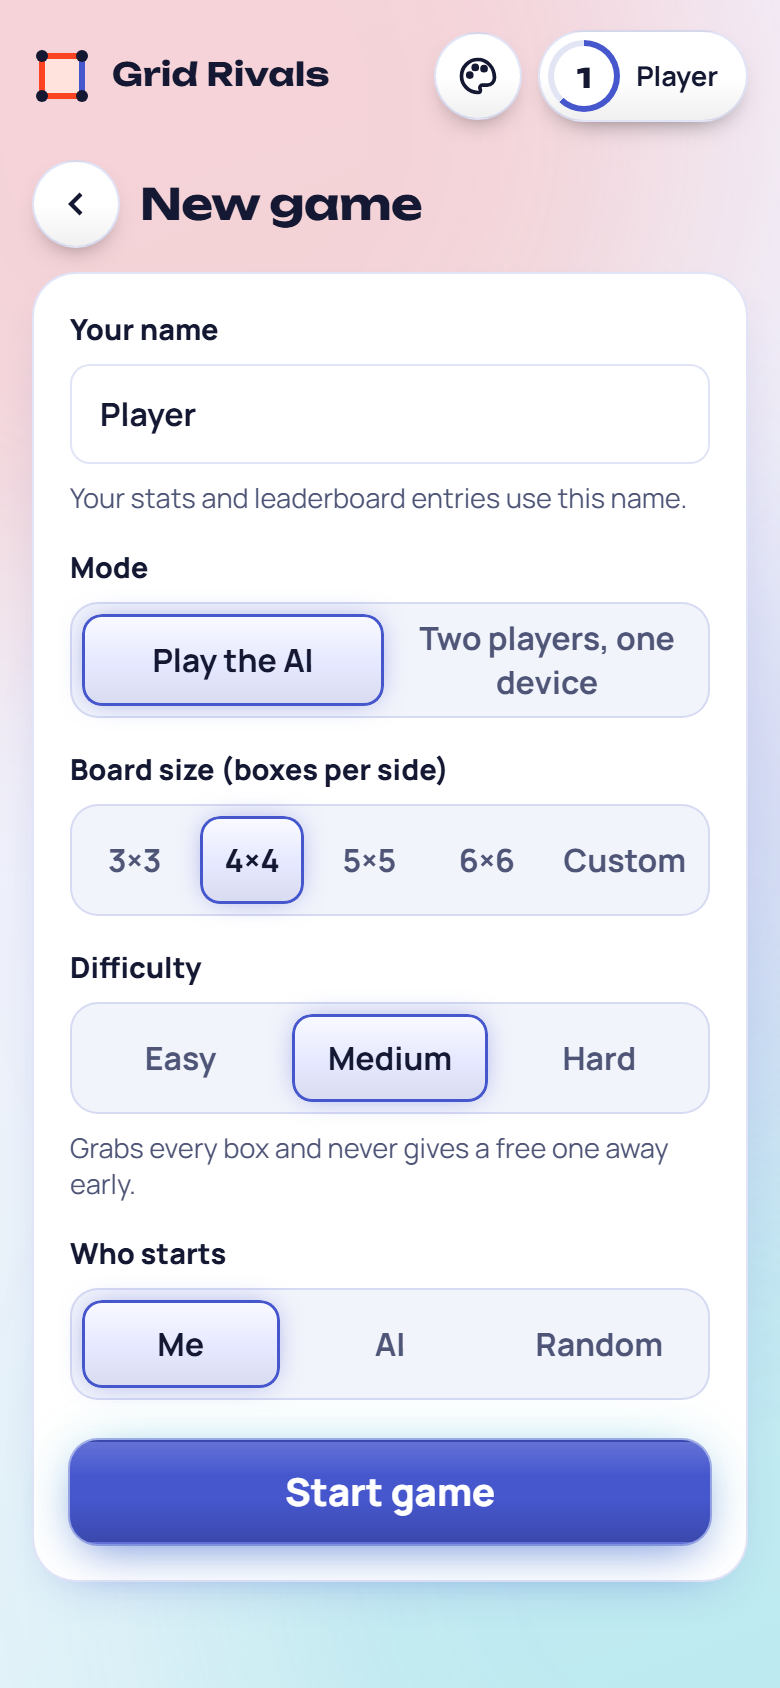 Grid Rivals
1 Player
New game
Your name
Player
Your stats and leaderboard entries use this name.
Mode
Play the AI
Two players, one
device
Board size (boxes per side)
3×3 4×4 5×5 6×6 Custom
Difficulty
Easy Medium Hard
Grabs every box and never gives a free one away
early.
Who starts
Me AI Random
Start game